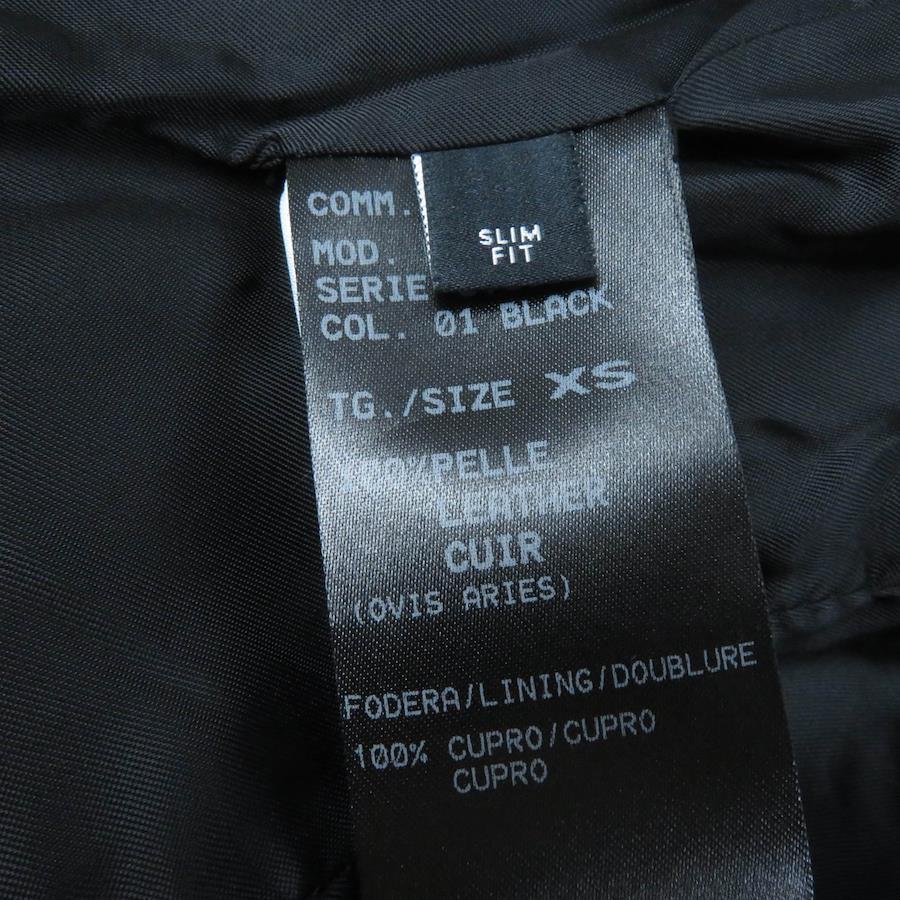 COMM.
MOD.
SERIE
COL. 01 BLACK
SLIM
FIT
TG./SIZE XS
100%PELLE
LEATHER
CUIR
(OVIS ARIES)
FODERA/LINING/DOUBLURE
100% CUPRO/CUPRO
CUPRO